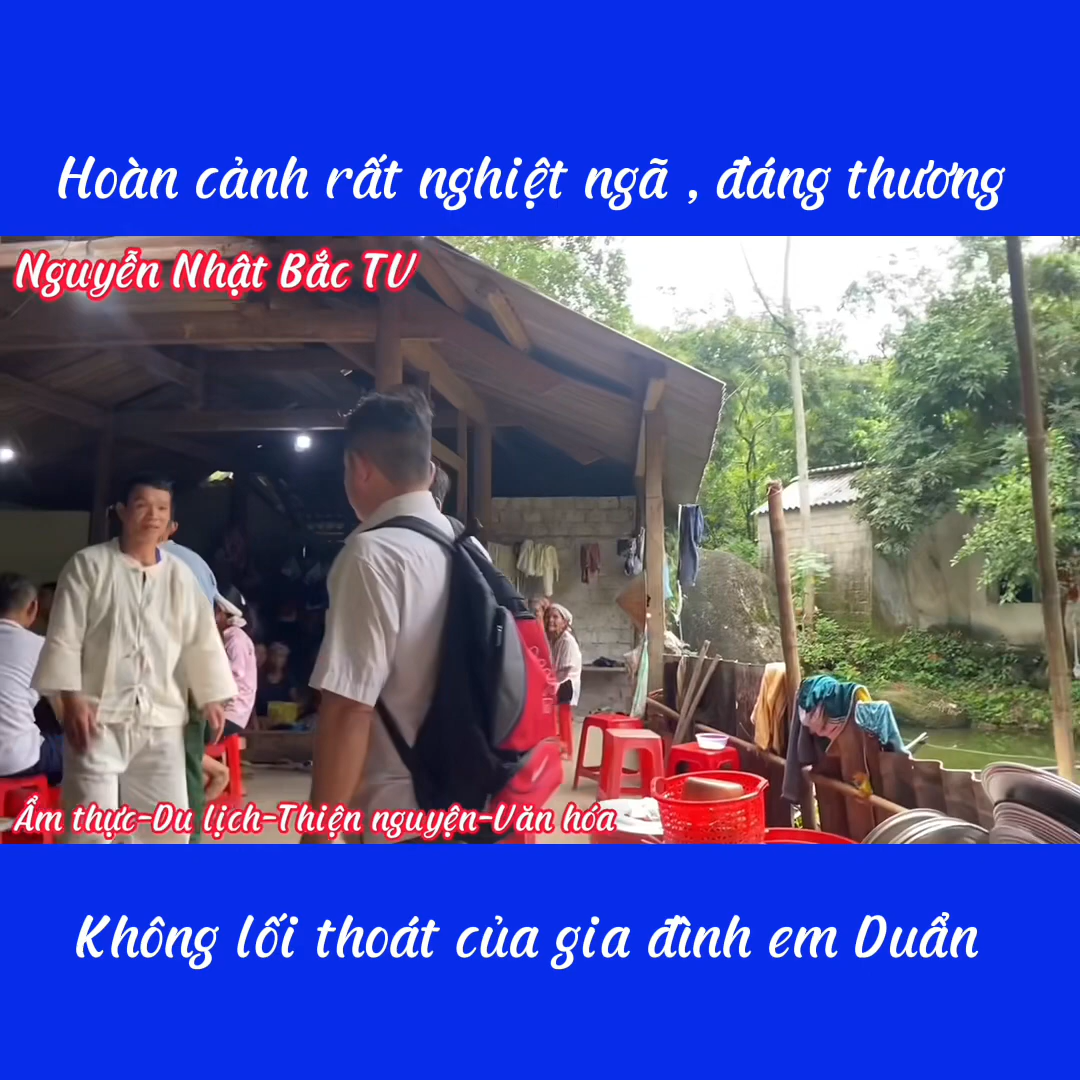 Hoàn cảnh rất nghiệt ngã , đáng thương
Nguyễn Nhật Bắc TV
Ẩm thực-Du lịch-Thiện nguyện-Văn hóa
Không lối thoát của gia đình em Duẩn